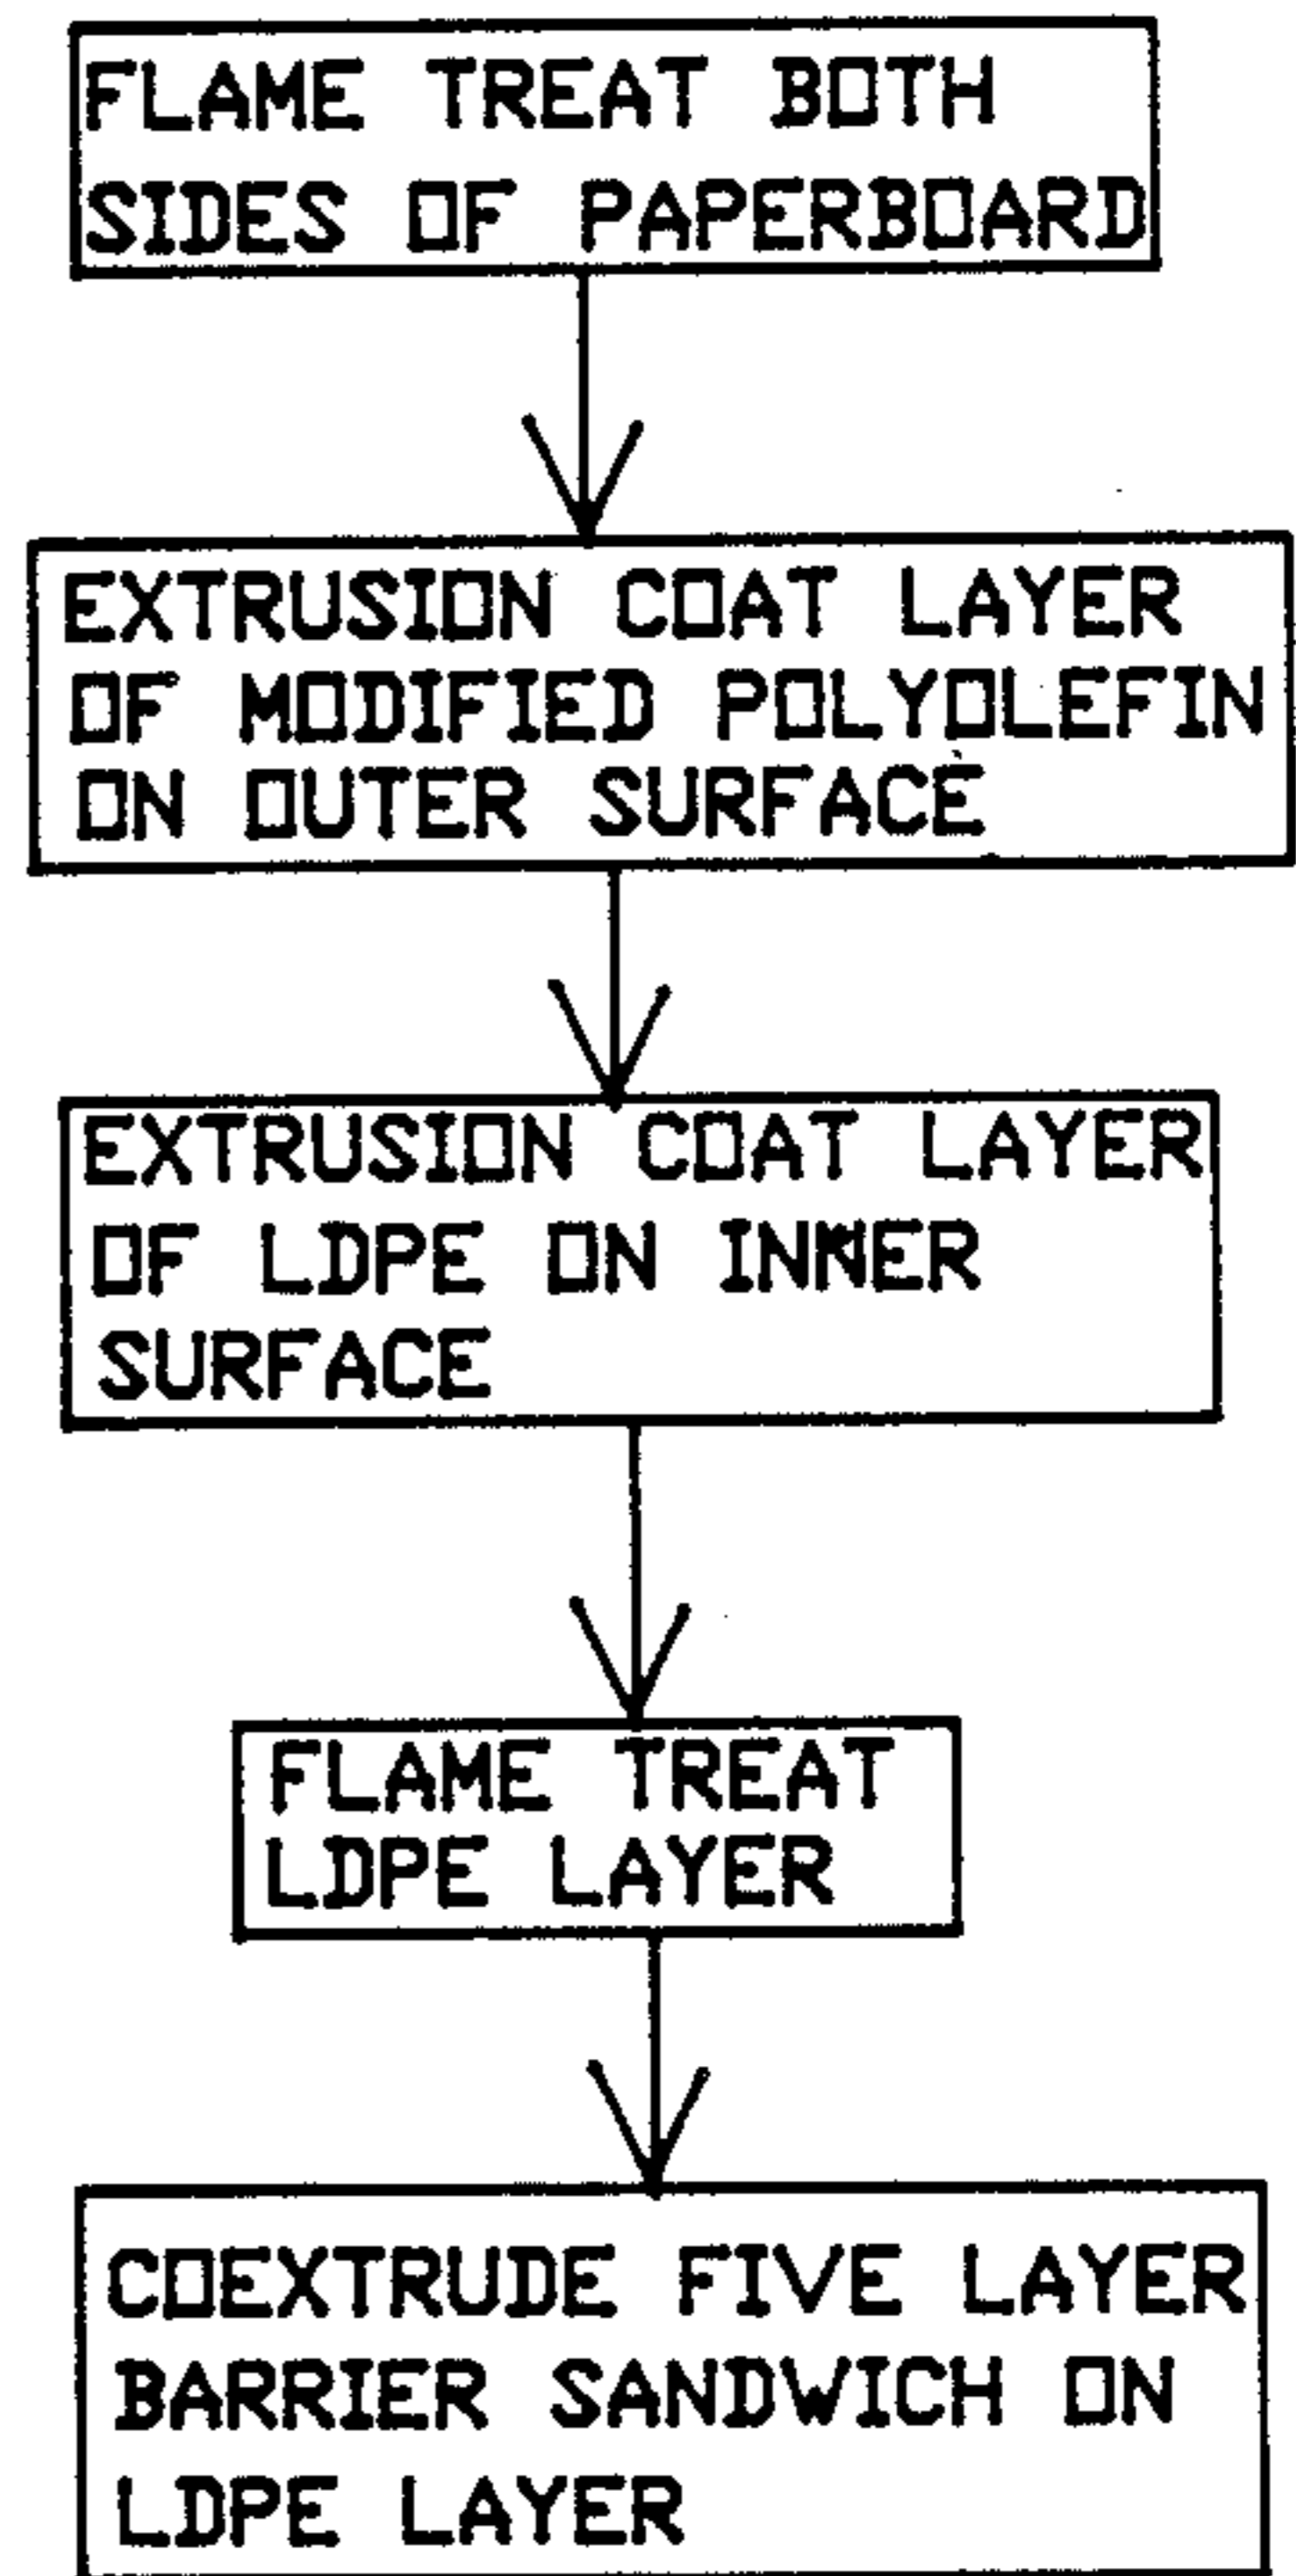 FLAME TREAT BOTH
SIDES OF PAPERBOARD
EXTRUSION COAT LAYER
OF MODIFIED POLYOLEFIN
ON OUTER SURFACE
EXTRUSION COAT LAYER
OF LDPE ON INNER
SURFACE
FLAME TREAT
LDPE LAYER
COEXTRUDE FIVE LAYER
BARRIER SANDWICH ON
LDPE LAYER